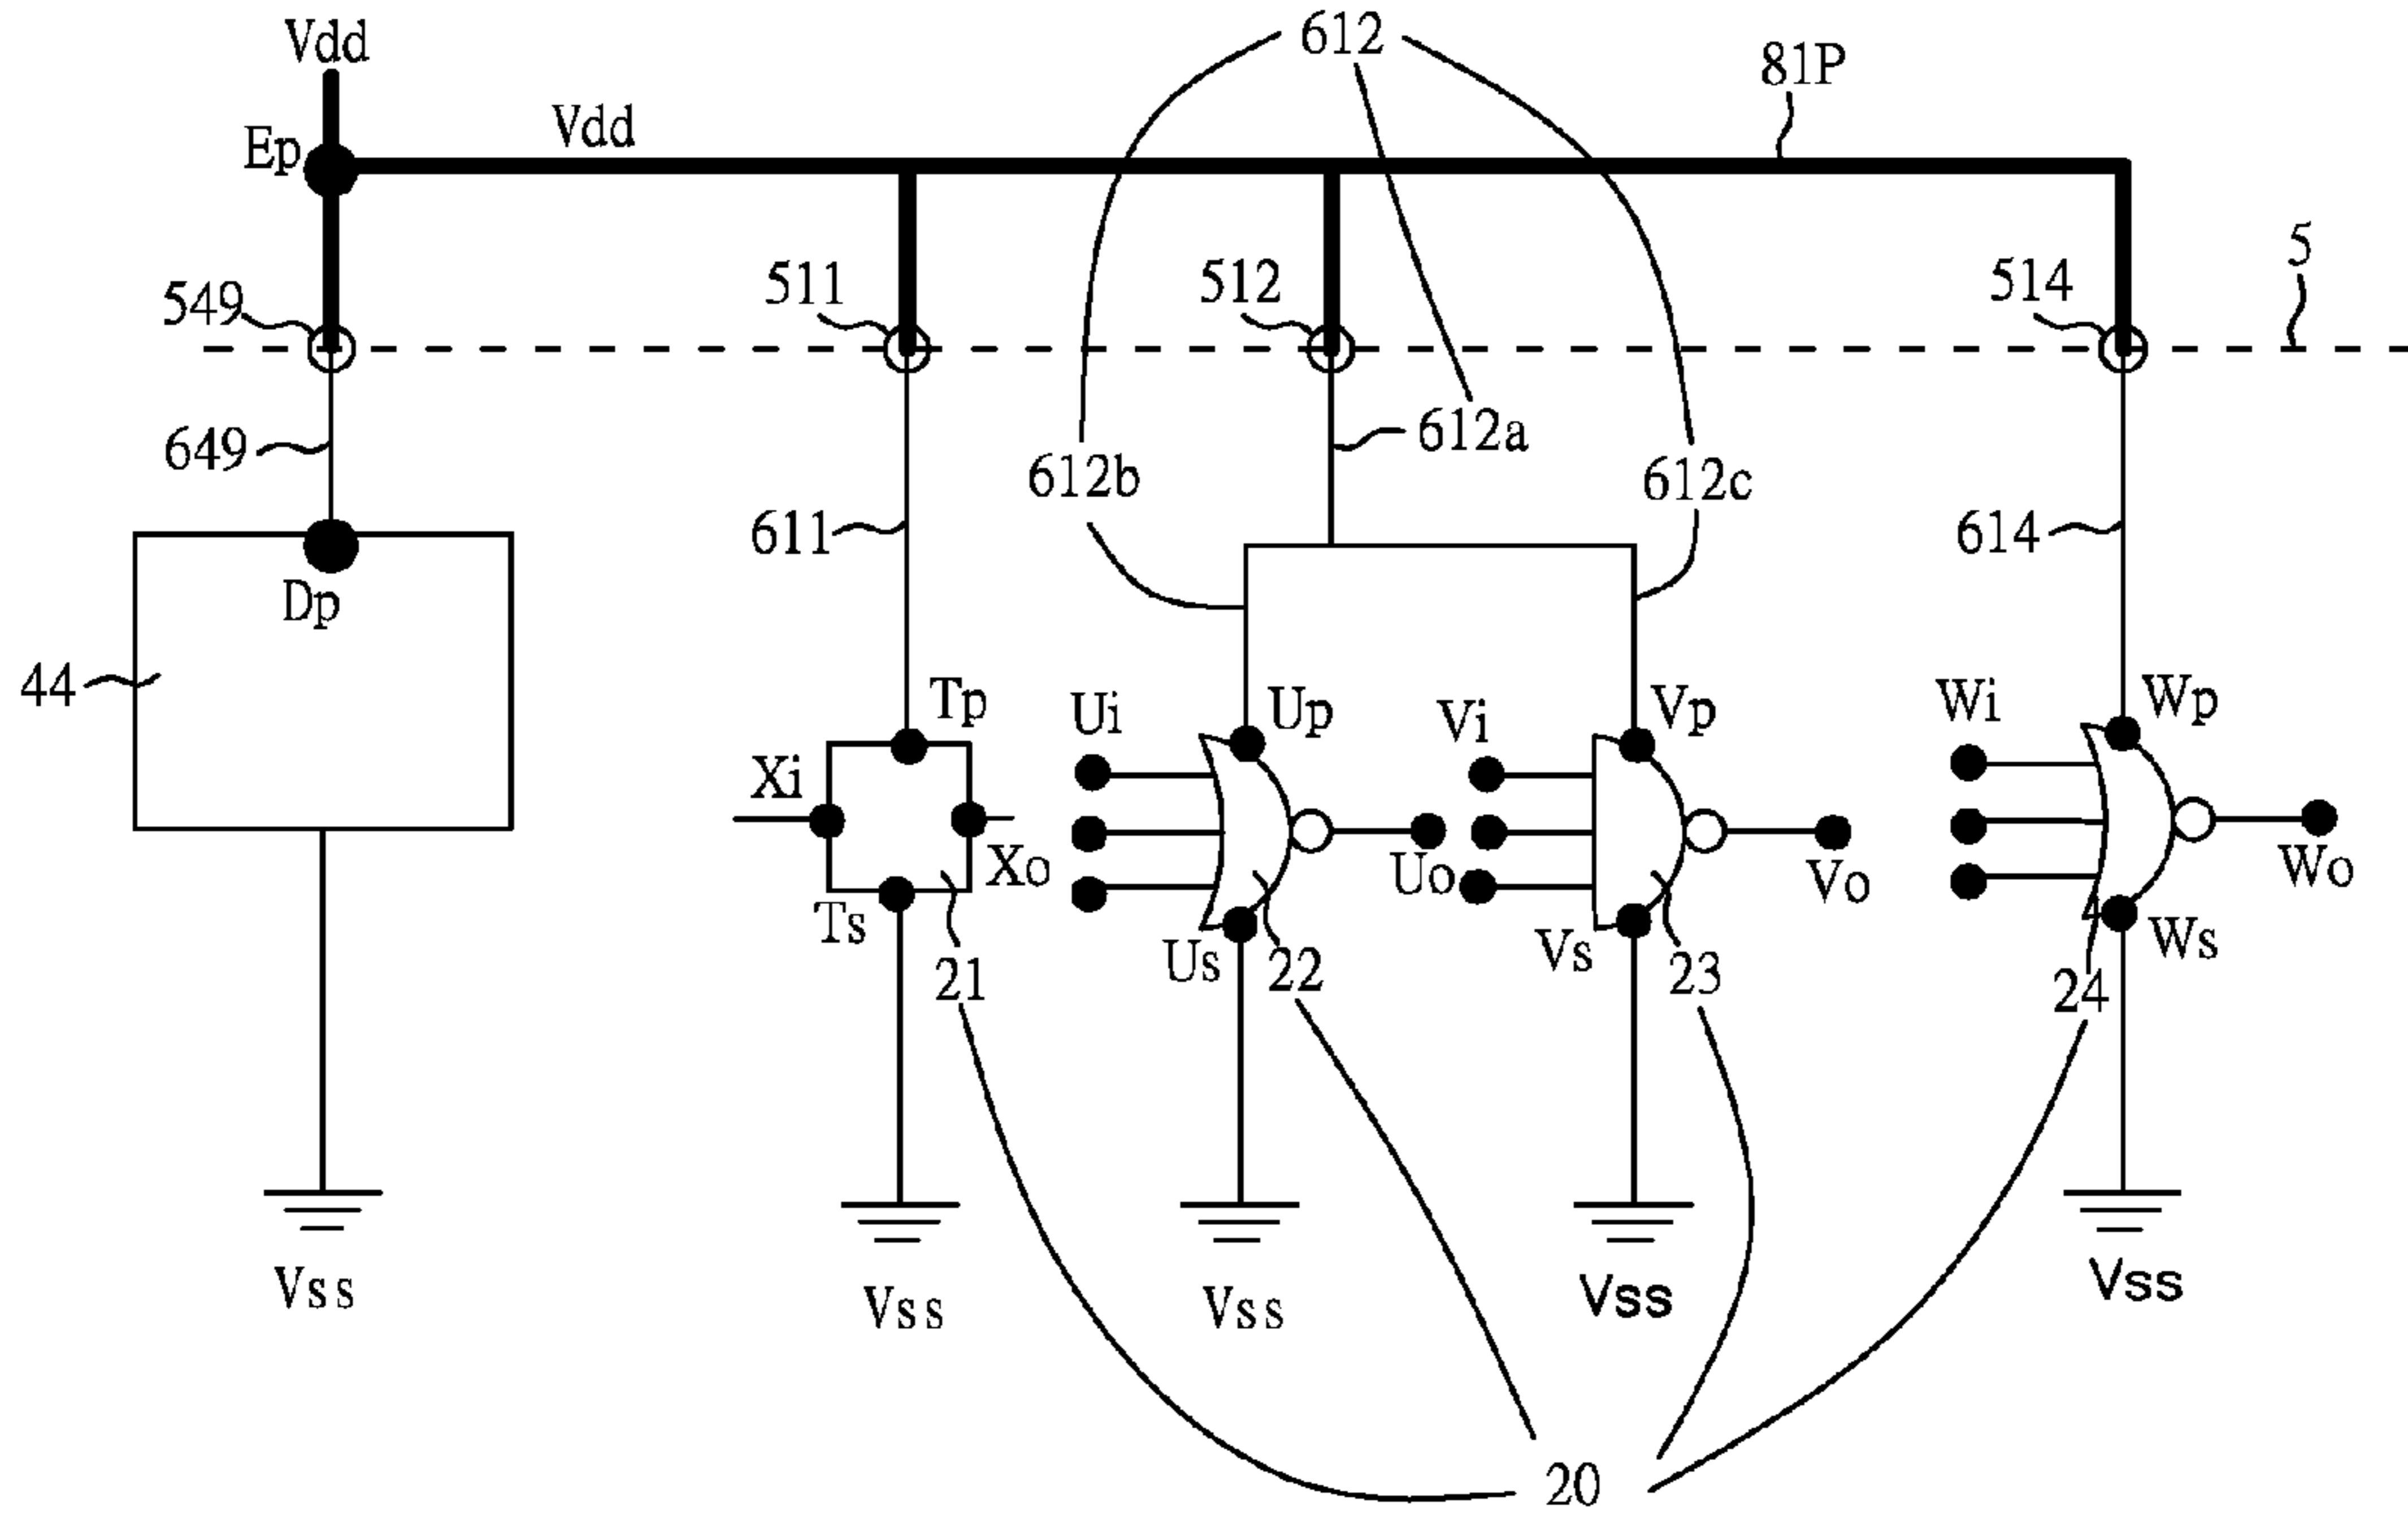 Vdd
612
81P
Ep
Vdd
5
549
511
512
514
649
612a
612b
612c
611
614
Dp
44
Tp
Ui
Up
Vi
Vp
Wi
Wp
Xi
Xo
Uo
Vo
Wo
Ts
Us
Vs
Ws
21
22
23
24
Vss
Vss
Vss
Vss
Vss
20